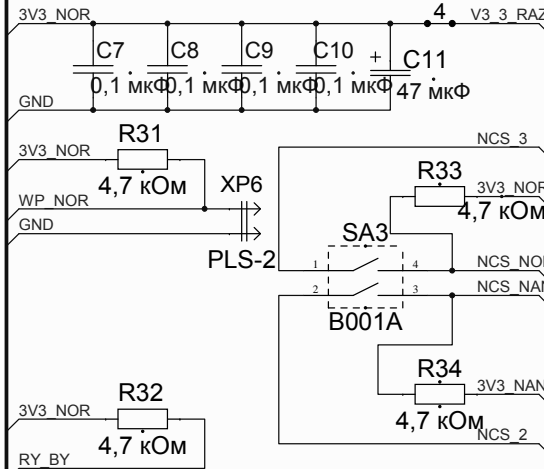 3V3_NOR
4
V3_3_RAZ
C7
C8
C9
C10
C11
0,1 мкФ
0,1 мкФ
0,1 мкФ
0,1 мкФ
+
47 мкФ
GND
R31
NCS_3
3V3_NOR
4,7 кОм
XP6
R33
3V3_NOR
4,7 кОм
WP_NOR
GND
PLS-2
SA3
1
4
NCS_NO
2
3
NCS_NAN
B001A
R32
R34
3V3_NOR
3V3_NAN
4,7 кОм
4,7 кОм
NCS_2
RY_BY